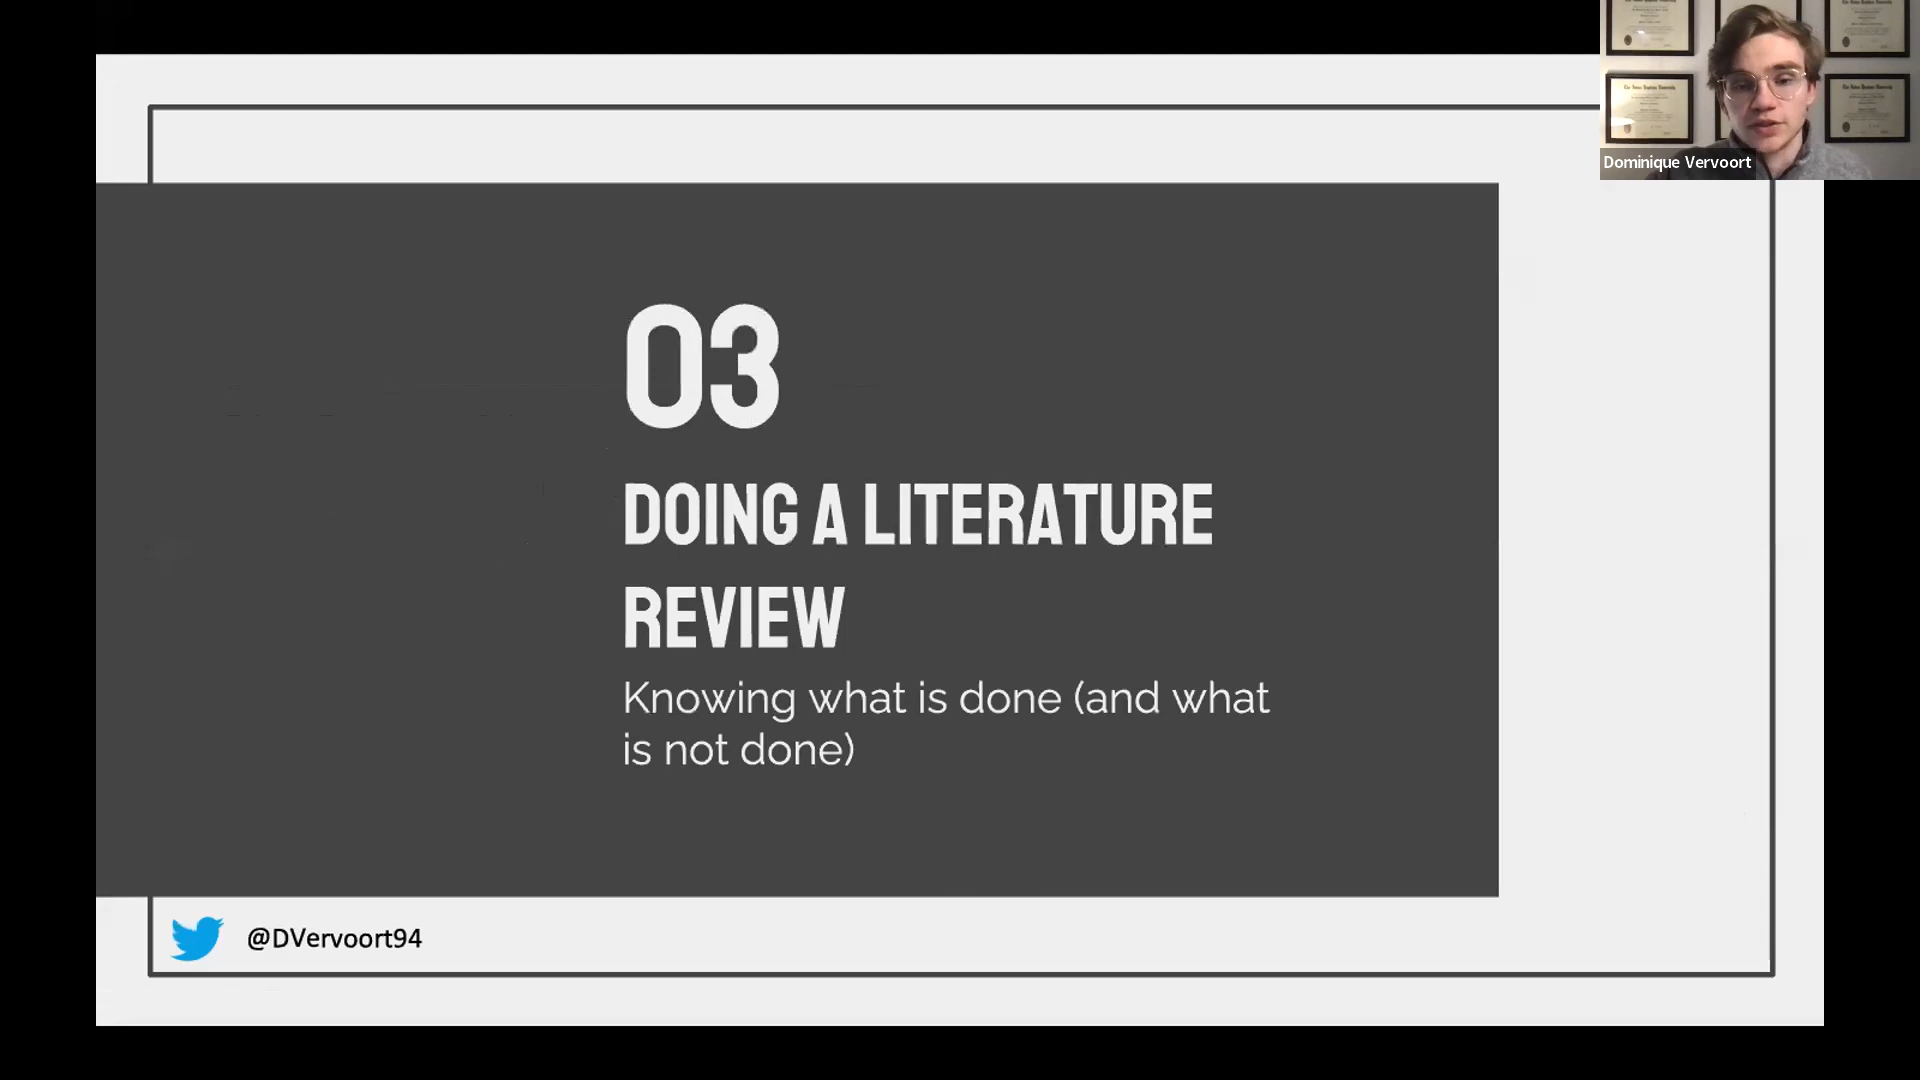 03
DOING A LITERATURE
REVIEW
Knowing what is done (and what
is not done)
@DVervoort94
Dominique Vervoort